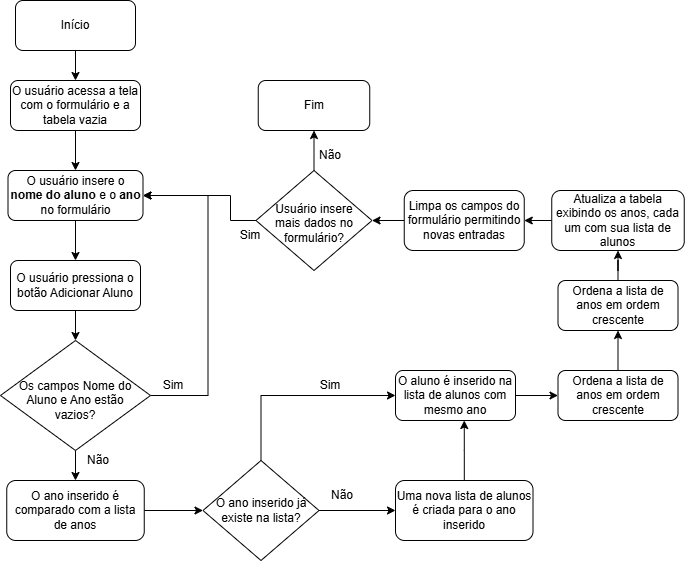 Início
O usuário acessa a tela
com o formulário e a
tabela vazia
O usuário insere o
nome do aluno e o ano
no formulário
O usuário pressiona o
botão Adicionar Aluno
Os campos Nome do
Aluno e Ano estão
vazios?
Sim
Não
O ano inserido é
comparado com a lista
de anos
O ano inserido já
existe na lista?
Sim
Não
Uma nova lista de alunos
é criada para o ano
inserido
O aluno é inserido na
lista de alunos com
mesmo ano
Ordena a lista de
anos em ordem
crescente
Ordena a lista de
anos em ordem
crescente
Atualiza a tabela
exibindo os anos, cada
um com sua lista de
alunos
Limpa os campos do
formulário permitindo
novas entradas
Usuário insere
mais dados no
formulário?
Sim
Não
Fim